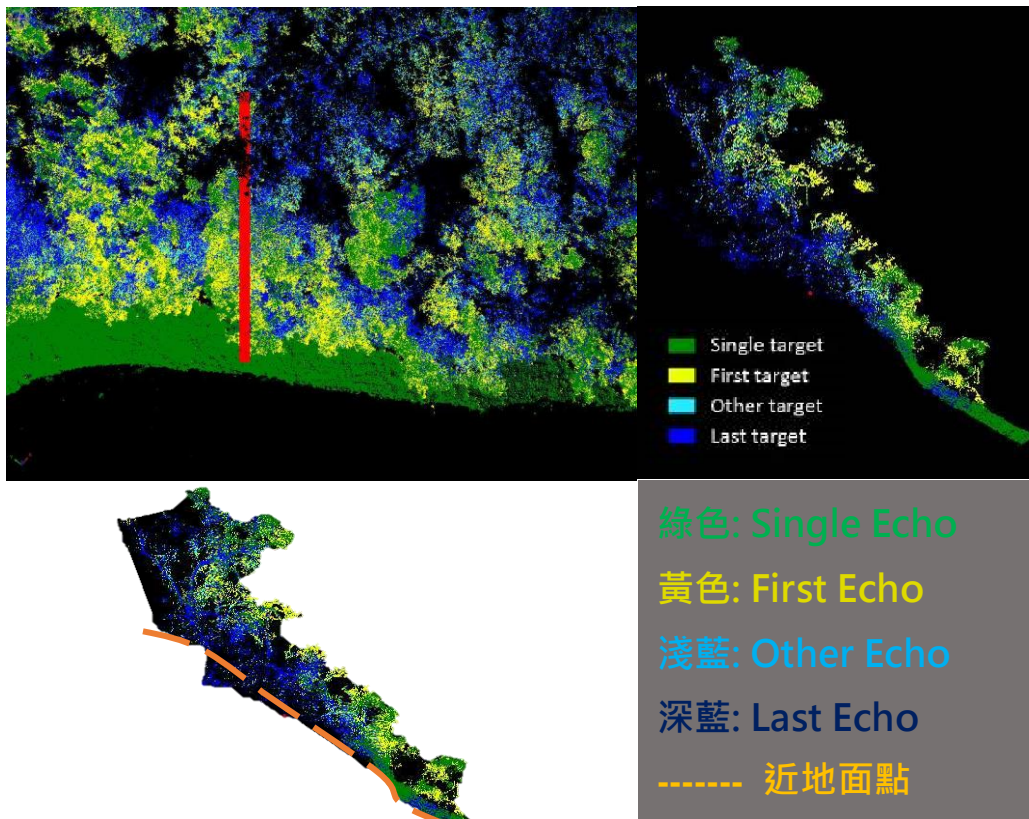 Single target
First target
Other target
Last target
綠色: Single Echo
黃色: First Echo
淺藍: Other Echo
深藍: Last Echo
------- 近地面點